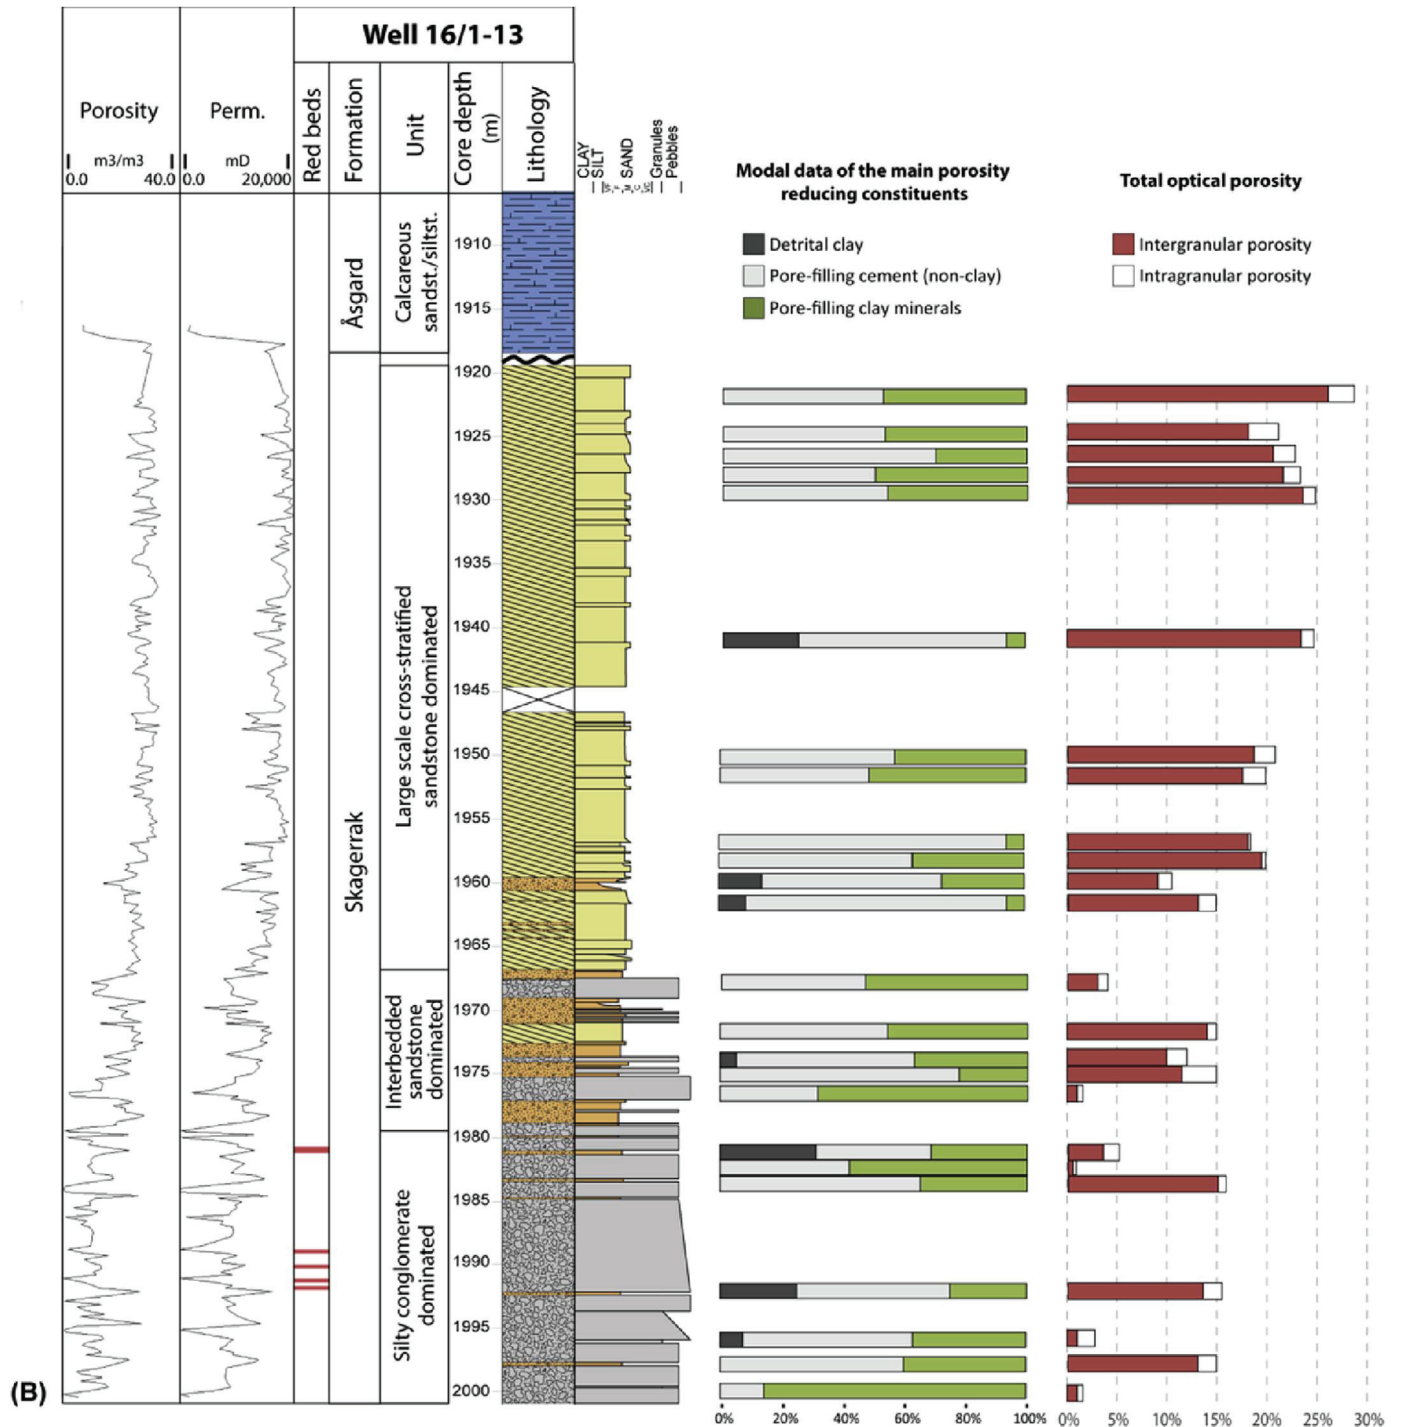 Well 16/1-13
Porosity
m3/m3
0.0 40.0
Perm.
mD
0.0 20,000
Red beds
Formation
Unit
Core depth
(m)
Lithology
CLAY
SILT
SAND
Granules
Pebbles
Modal data of the main porosity
reducing constituents
Detrital clay
Pore-filling cement (non-clay)
Pore-filling clay minerals
Total optical porosity
Intergranular porosity
Intragranular porosity
Åsgard
Skagerrak
Calcareous
sandst./siltst.
Large scale cross-stratified
sandstone dominated
Interbedded
sandstone
dominated
Silty conglomerate
dominated
1910
1915
1920
1925
1930
1935
1940
1945
1950
1955
1960
1965
1970
1975
1980
1985
1990
1995
2000
(B)
0% 20% 40% 60% 80% 100%
0% 5% 10% 15% 20% 25% 30%